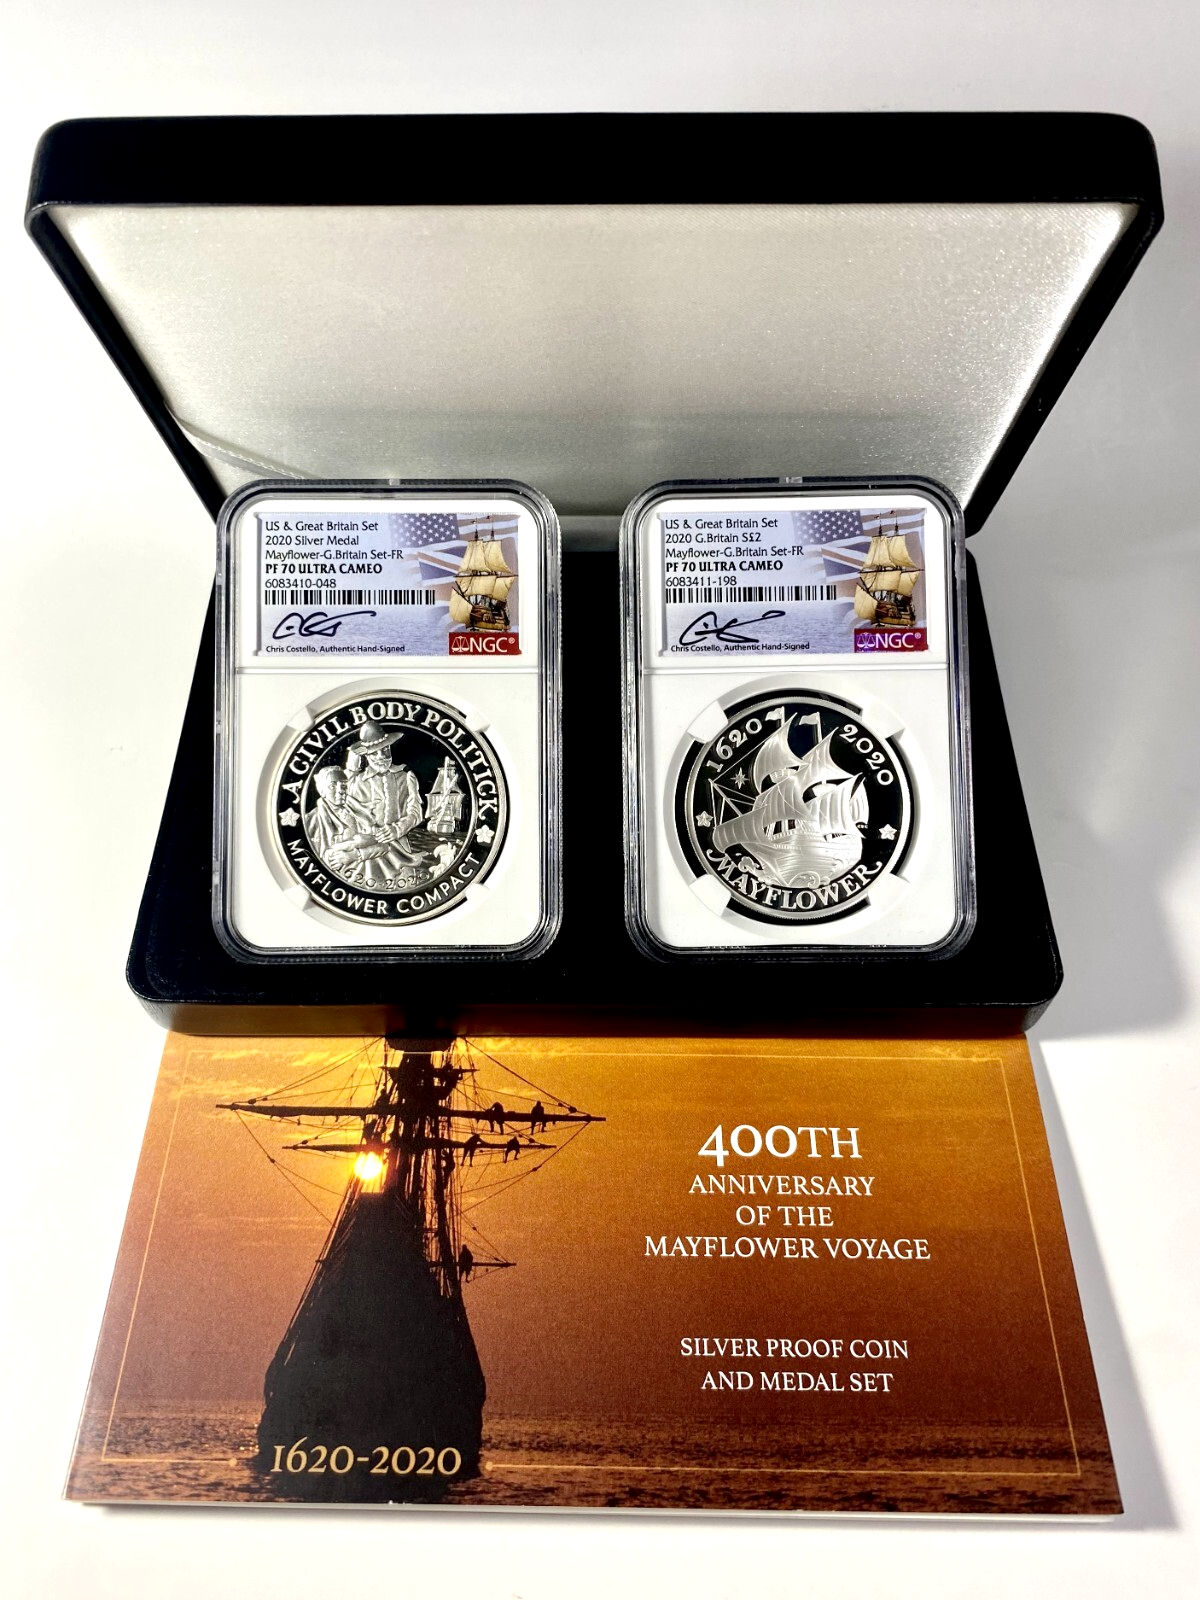 US & Great Britain Set
2020 Silver Medal
Mayflower-G.Britain Set-FR
PF 70 ULTRA CAMEO
6083410-048
Chris Costello, Authentic Hand-Signed
NGC®
A CIVIL BODY POLITICK
1620-2020
MAYFLOWER COMPACT
US & Great Britain Set
2020 G.Britain S£2
Mayflower-G.Britain Set-FR
PF 70 ULTRA CAMEO
6083411-198
Chris Costello, Authentic Hand-Signed
NGC®
1620 2020
MAYFLOWER
400TH
ANNIVERSARY
OF THE
MAYFLOWER VOYAGE
SILVER PROOF COIN
AND MEDAL SET
1620-2020